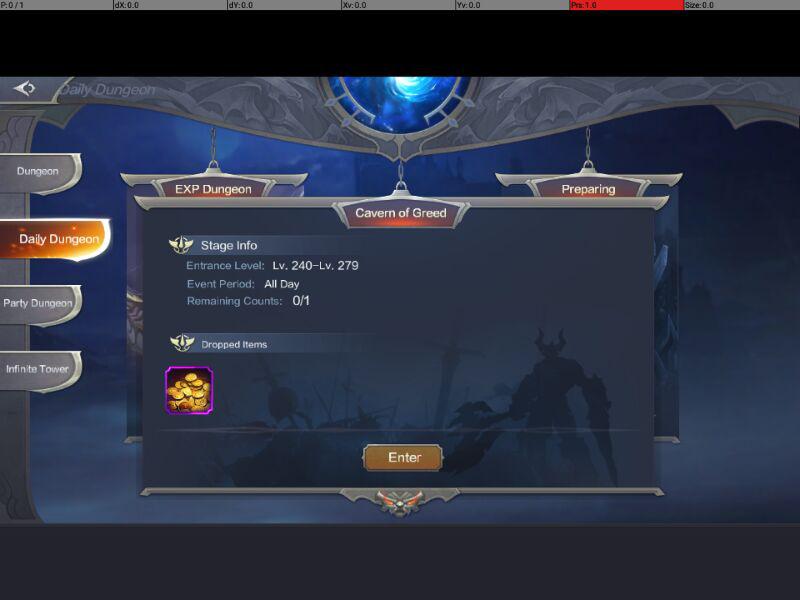 P: 0 / 1
dX: 0.0
dY: 0.0
Xv: 0.0
Yv: 0.0
Prs: 1.0
Size: 0.0
Daily Dungeon
Dungeon
Daily Dungeon
Party Dungeon
Infinite Tower
EXP Dungeon
Cavern of Greed
Preparing
Stage Info
Entrance Level: Lv. 240-Lv. 279
Event Period: All Day
Remaining Counts: 0/1
Dropped Items
Enter